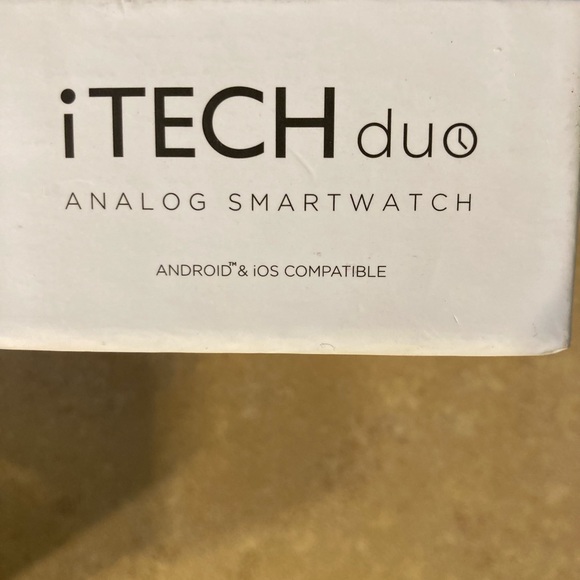 iTECH duo
ANALOG SMARTWATCH
ANDROID™ & iOS COMPATIBLE